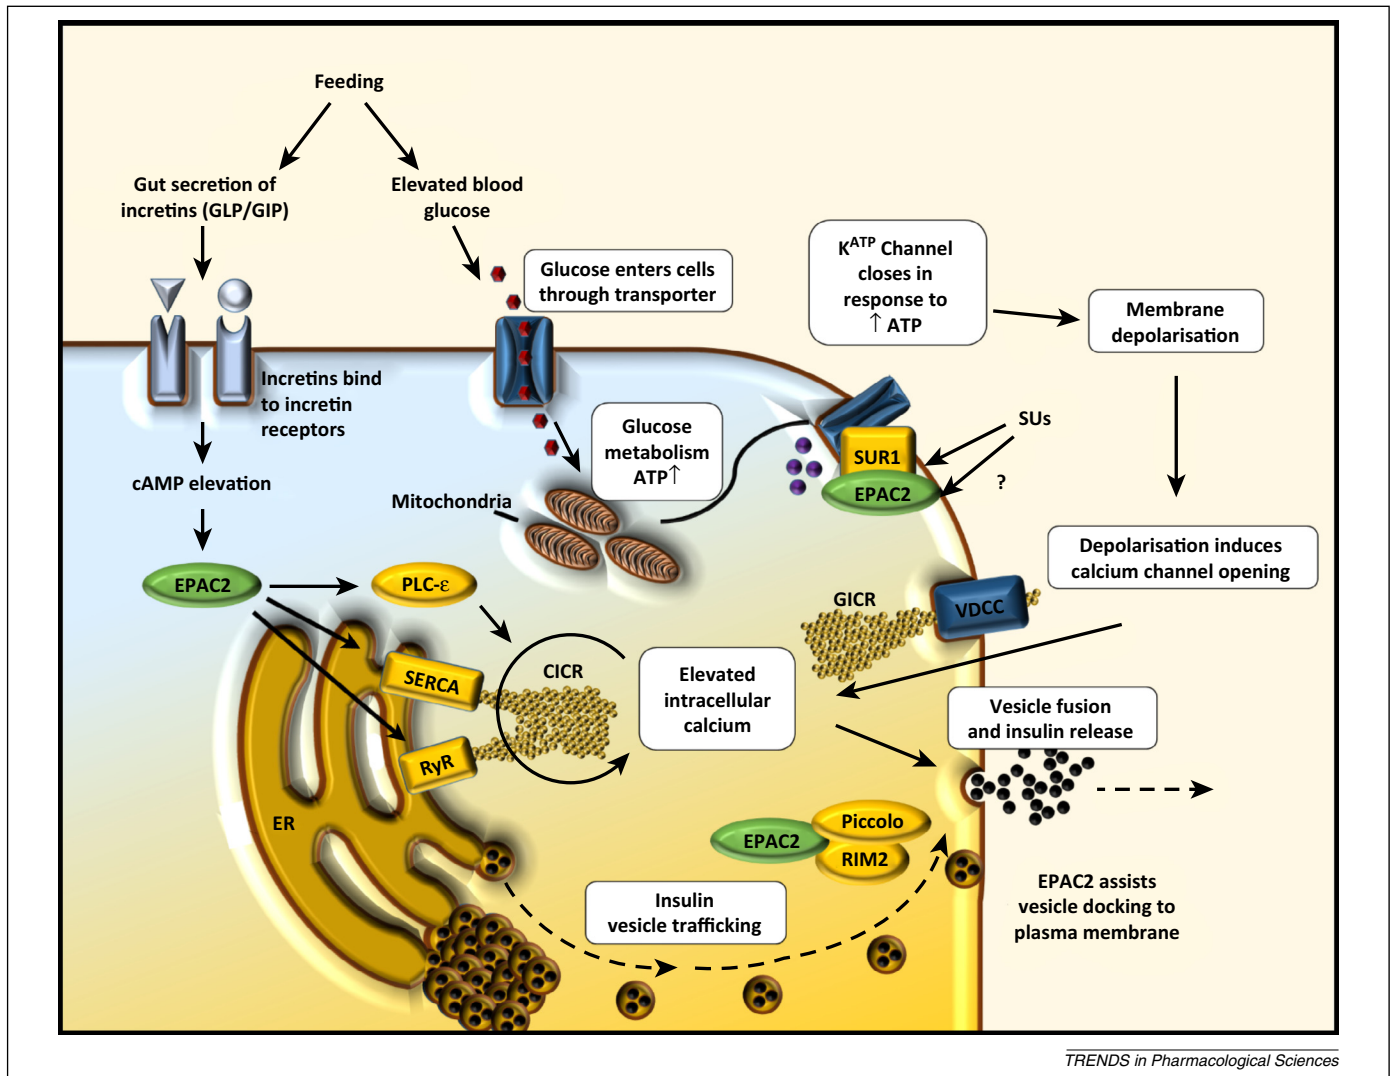 Feeding
Gut secretion of
incretins (GLP/GIP)
Elevated blood
glucose
Glucose enters cells
through transporter
K^ATP Channel
closes in
response to
↑ ATP
Membrane
depolarisation
Incretins bind
to incretin
receptors
Glucose
metabolism
ATP↑
SUs
SUR1
EPAC2
?
cAMP elevation
Mitochondria
Depolarisation induces
calcium channel opening
EPAC2
PLC-ε
GICR
VDCC
SERCA
CICR
Elevated
intracellular
calcium
RyR
Vesicle fusion
and insulin release
ER
EPAC2
Piccolo
RIM2
Insulin
vesicle trafficking
EPAC2 assists
vesicle docking to
plasma membrane
TRENDS in Pharmacological Sciences